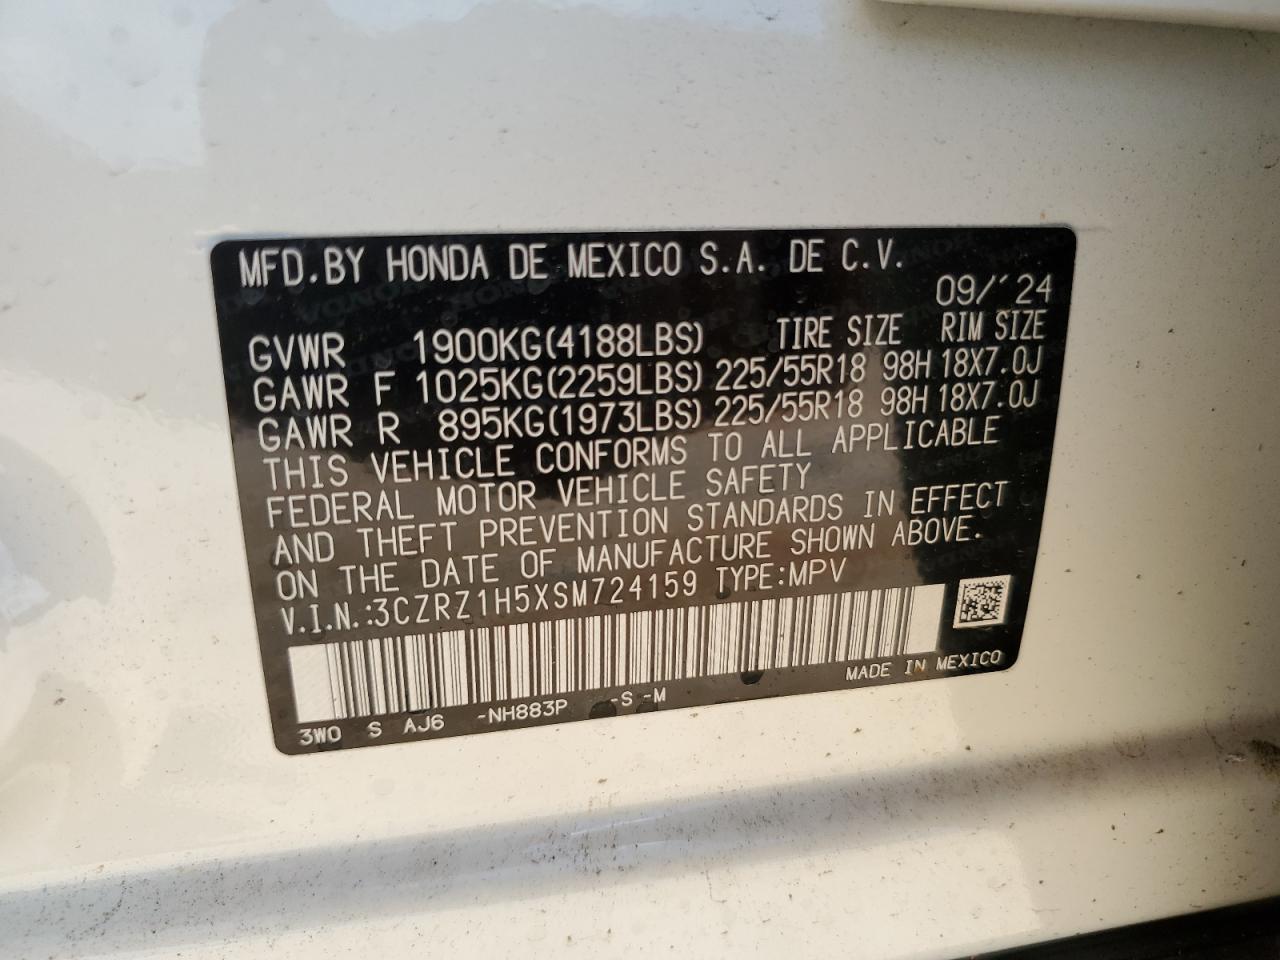 MFD.BY HONDA DE MEXICO S.A. DE C.V.
09/'24
GVWR 1900KG(4188LBS) TIRE SIZE RIM SIZE
GAWR F 1025KG(2259LBS) 225/55R18 98H 18X7.0J
GAWR R 895KG(1973LBS) 225/55R18 98H 18X7.0J
THIS VEHICLE CONFORMS TO ALL APPLICABLE
FEDERAL MOTOR VEHICLE SAFETY
AND THEFT PREVENTION STANDARDS IN EFFECT
ON THE DATE OF MANUFACTURE SHOWN ABOVE.
V.I.N.:3CZRZ1H5XSM724159 TYPE:MPV
MADE IN MEXICO
3W0 S AJ6 -NH883P -S -M